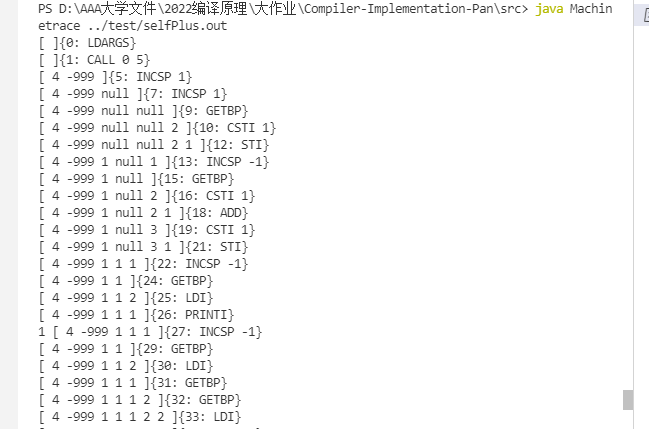 PS D:\AAA大学文件\2022编译原理\大作业\Compiler-Implementation-Pan\src> java Machin
etrace ../test/selfPlus.out
[ ]{0: LDARGS}
[ ]{1: CALL 0 5}
[ 4 -999 ]{5: INCSP 1}
[ 4 -999 null ]{7: INCSP 1}
[ 4 -999 null null ]{9: GETBP}
[ 4 -999 null null 2 ]{10: CSTI 1}
[ 4 -999 null null 2 1 ]{12: STI}
[ 4 -999 1 null 1 ]{13: INCSP -1}
[ 4 -999 1 null ]{15: GETBP}
[ 4 -999 1 null 2 ]{16: CSTI 1}
[ 4 -999 1 null 2 1 ]{18: ADD}
[ 4 -999 1 null 3 ]{19: CSTI 1}
[ 4 -999 1 null 3 1 ]{21: STI}
[ 4 -999 1 1 1 ]{22: INCSP -1}
[ 4 -999 1 1 ]{24: GETBP}
[ 4 -999 1 1 2 ]{25: LDI}
[ 4 -999 1 1 1 ]{26: PRINTI}
1 [ 4 -999 1 1 1 ]{27: INCSP -1}
[ 4 -999 1 1 ]{29: GETBP}
[ 4 -999 1 1 2 ]{30: LDI}
[ 4 -999 1 1 1 ]{31: GETBP}
[ 4 -999 1 1 1 2 ]{32: GETBP}
[ 4 -999 1 1 1 2 2 ]{33: LDI}